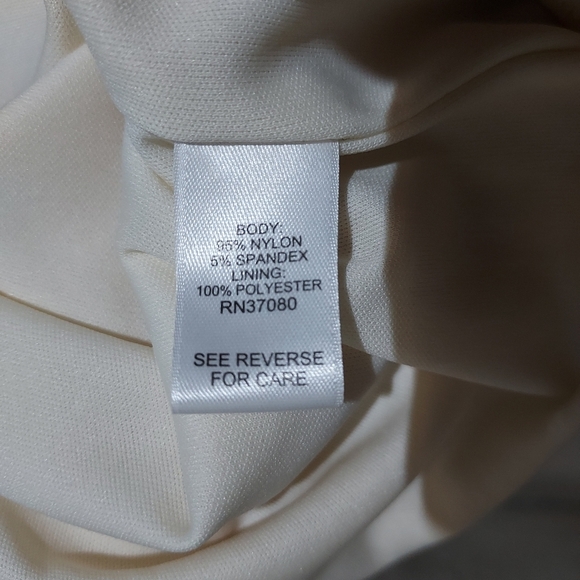 BODY:
95% NYLON
5% SPANDEX
LINING:
100% POLYESTER
RN37080
SEE REVERSE
FOR CARE